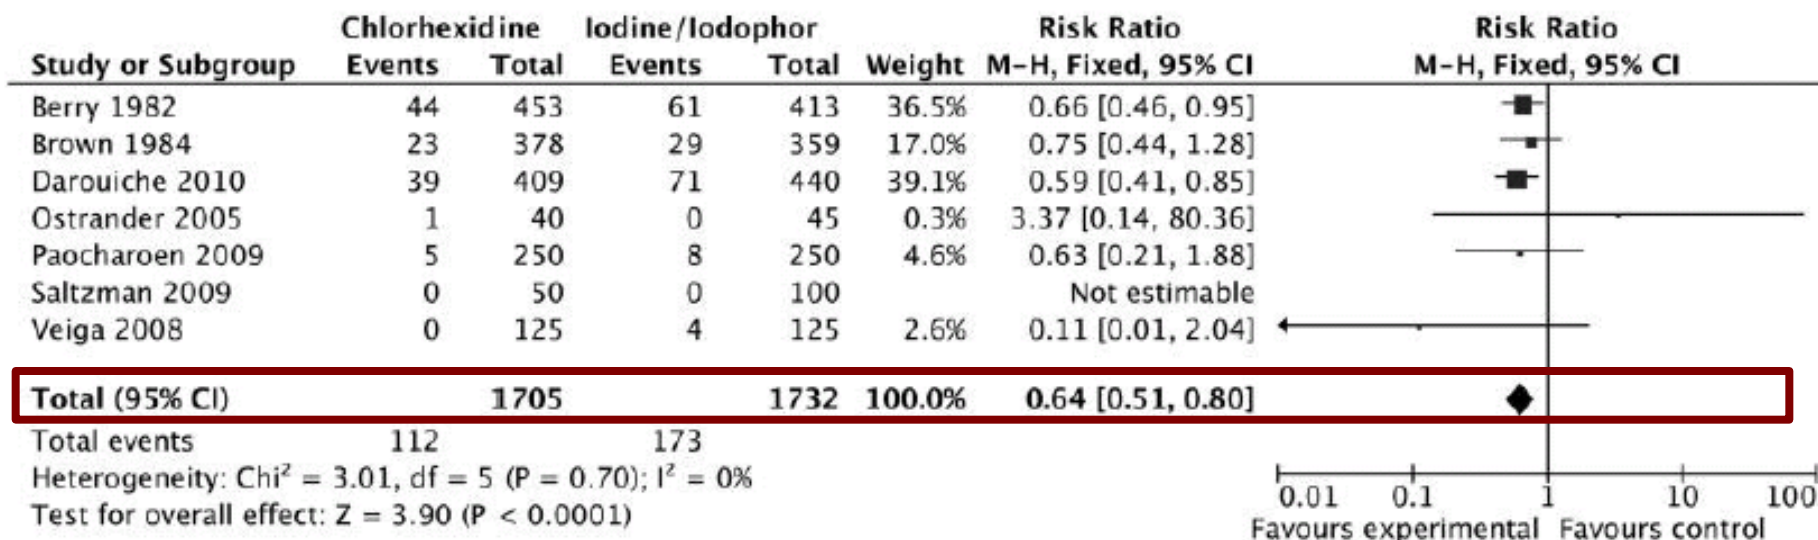 Chlorhexidine Iodine/Iodophor Risk Ratio Risk Ratio
Study or Subgroup Events Total Events Total Weight M-H, Fixed, 95% CI M-H, Fixed, 95% CI
Berry 1982 44 453 61 413 36.5% 0.66 [0.46, 0.95]
Brown 1984 23 378 29 359 17.0% 0.75 [0.44, 1.28]
Darouiche 2010 39 409 71 440 39.1% 0.59 [0.41, 0.85]
Ostrander 2005 1 40 0 45 0.3% 3.37 [0.14, 80.36]
Paocharoen 2009 5 250 8 250 4.6% 0.63 [0.21, 1.88]
Saltzman 2009 0 50 0 100 Not estimable
Veiga 2008 0 125 4 125 2.6% 0.11 [0.01, 2.04]
Total (95% CI) 1705 1732 100.0% 0.64 [0.51, 0.80]
Total events 112 173
Heterogeneity: Chi² = 3.01, df = 5 (P = 0.70); I² = 0%
Test for overall effect: Z = 3.90 (P < 0.0001)
0.01 0.1 1 10 100
Favours experimental Favours control